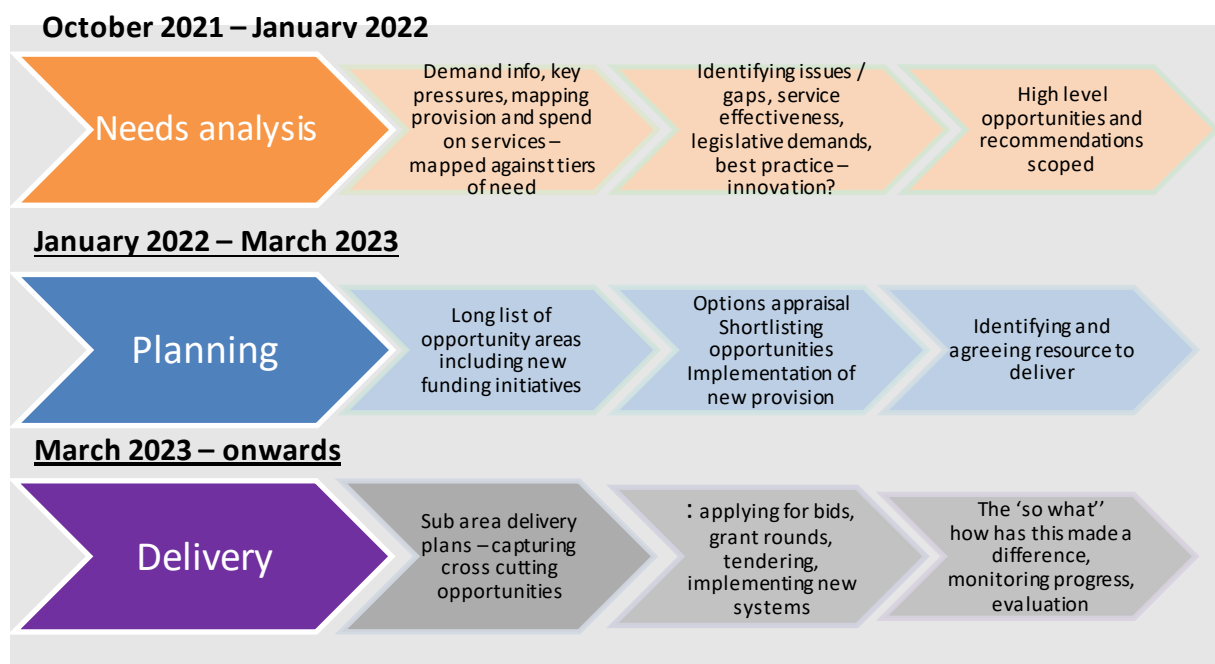 October 2021 – January 2022
Needs analysis
Demand info, key
pressures, mapping
provision and spend
on services –
mapped against tiers
of need
Identifying issues /
gaps, service
effectiveness,
legislative demands,
best practice –
innovation?
High level
opportunities and
recommendations
scoped
January 2022 – March 2023
Planning
Long list of
opportunity areas
including new
funding initiatives
Options appraisal
Shortlisting
opportunities
Implementation of
new provision
Identifying and
agreeing resource to
deliver
March 2023 – onwards
Delivery
Sub area delivery
plans – capturing
cross cutting
opportunities
: applying for bids,
grant rounds,
tendering,
implementing new
systems
The ‘so what’’
how has this made a
difference,
monitoring progress,
evaluation